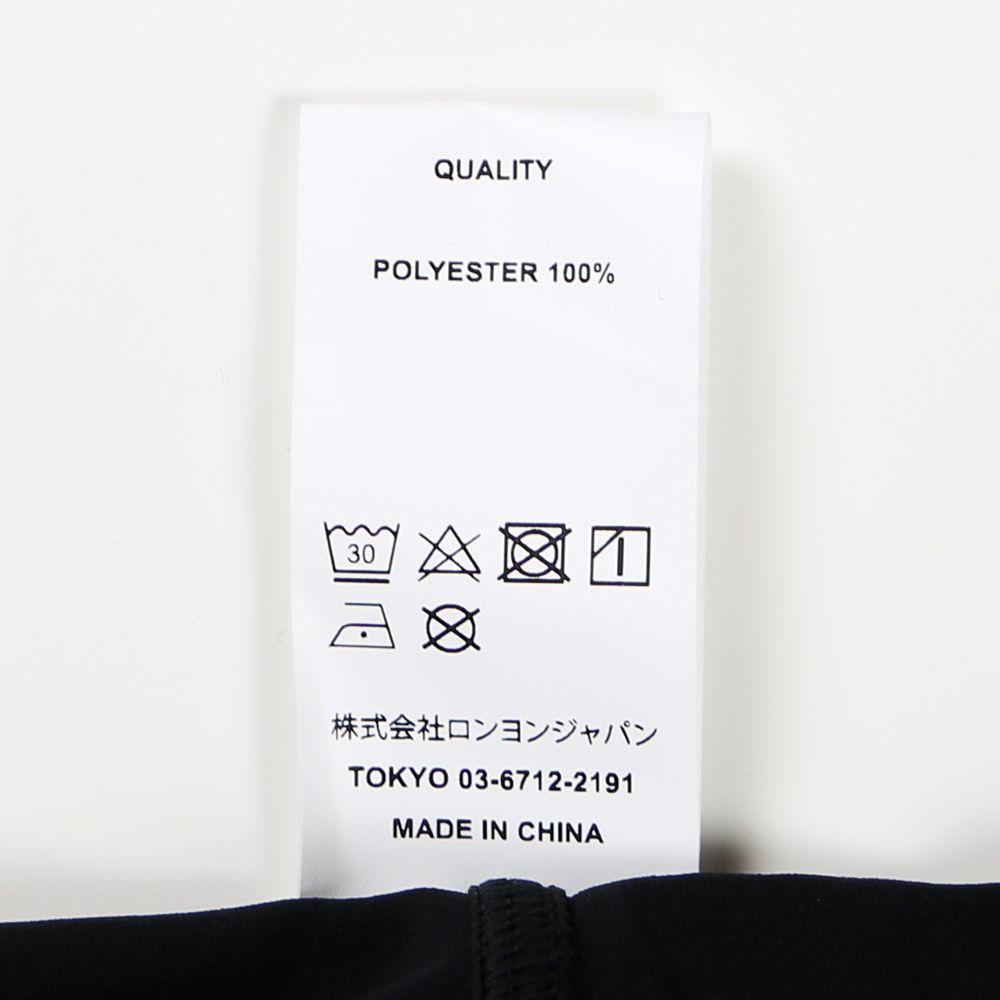 QUALITY
POLYESTER 100%
30
株式会社ロンヨンジャパン
TOKYO 03-6712-2191
MADE IN CHINA